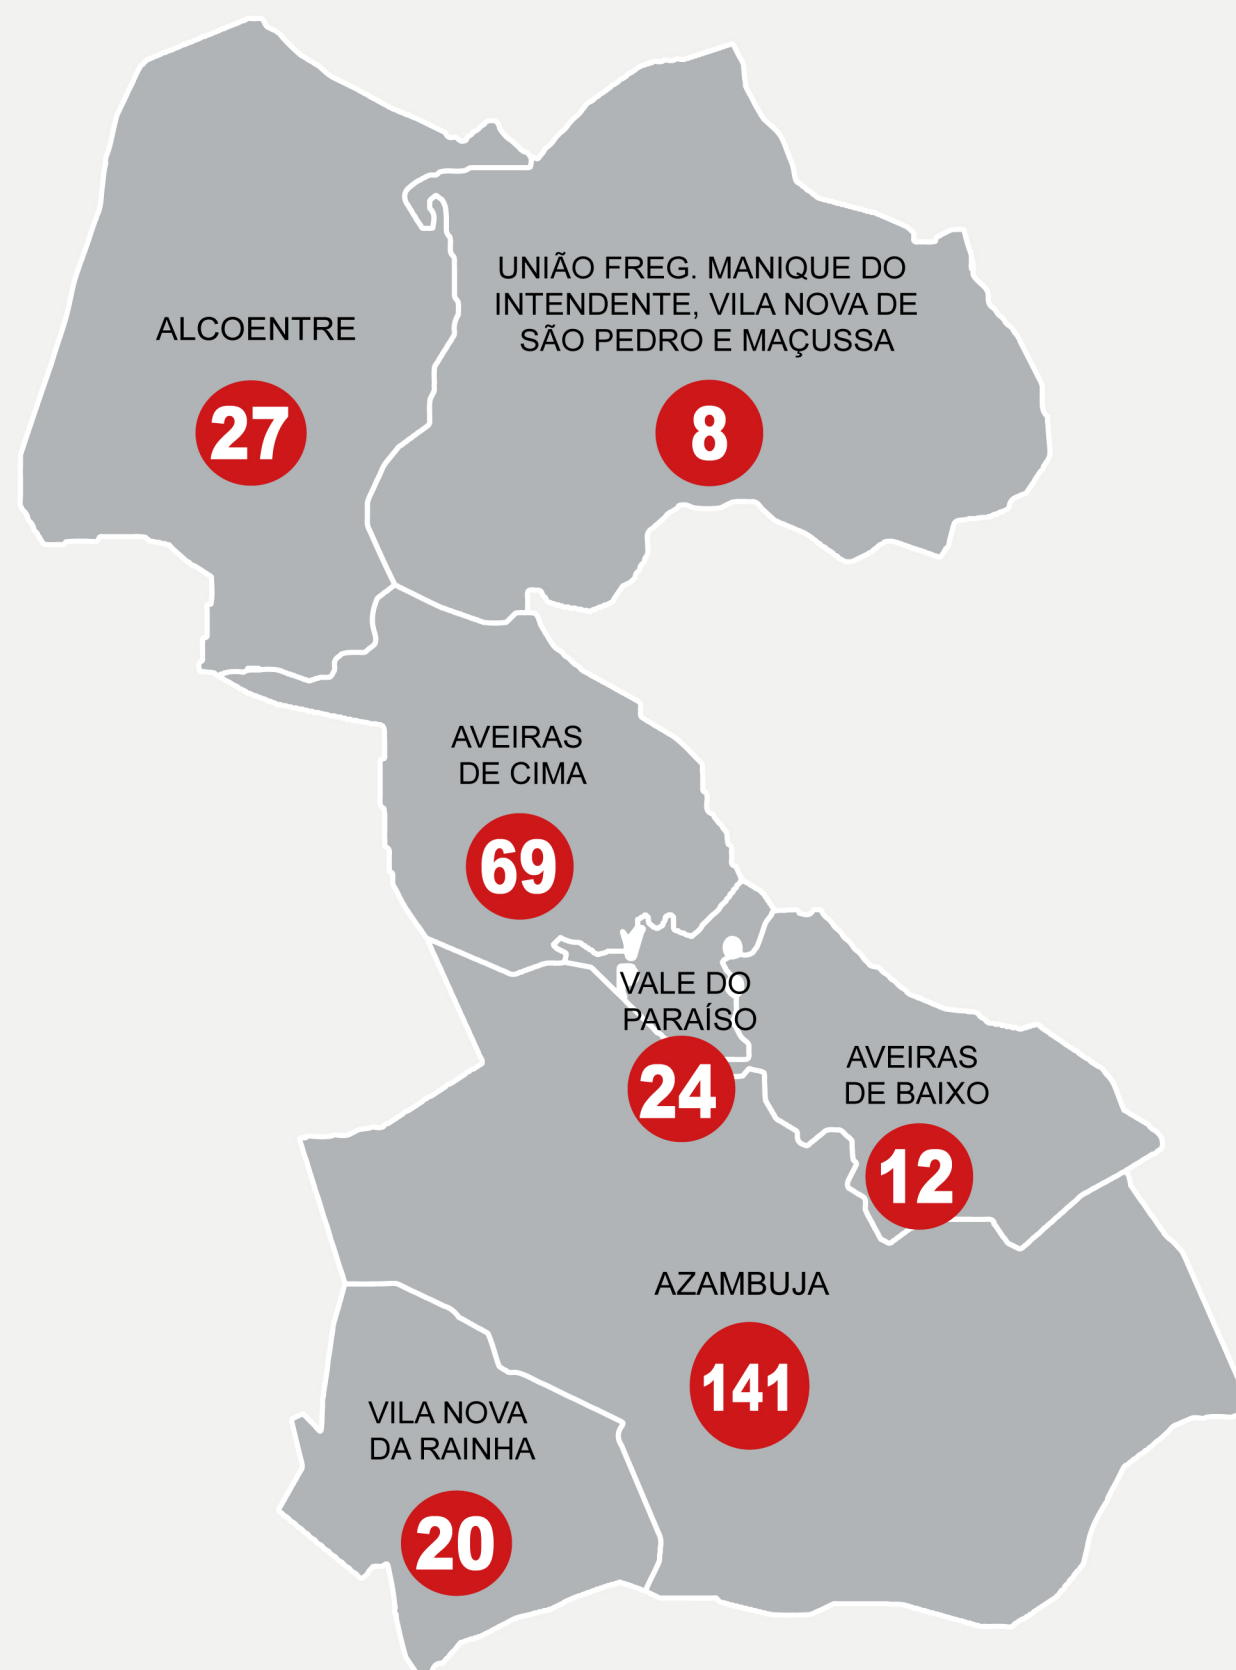 UNIÃO FREG. MANIQUE DO
INTENDENTE, VILA NOVA DE
SÃO PEDRO E MAÇUSSA
8
ALCOENTRE
27
AVEIRAS
DE CIMA
69
VALE DO
PARAÍSO
24
AVEIRAS
DE BAIXO
12
AZAMBUJA
141
VILA NOVA
DA RAINHA
20